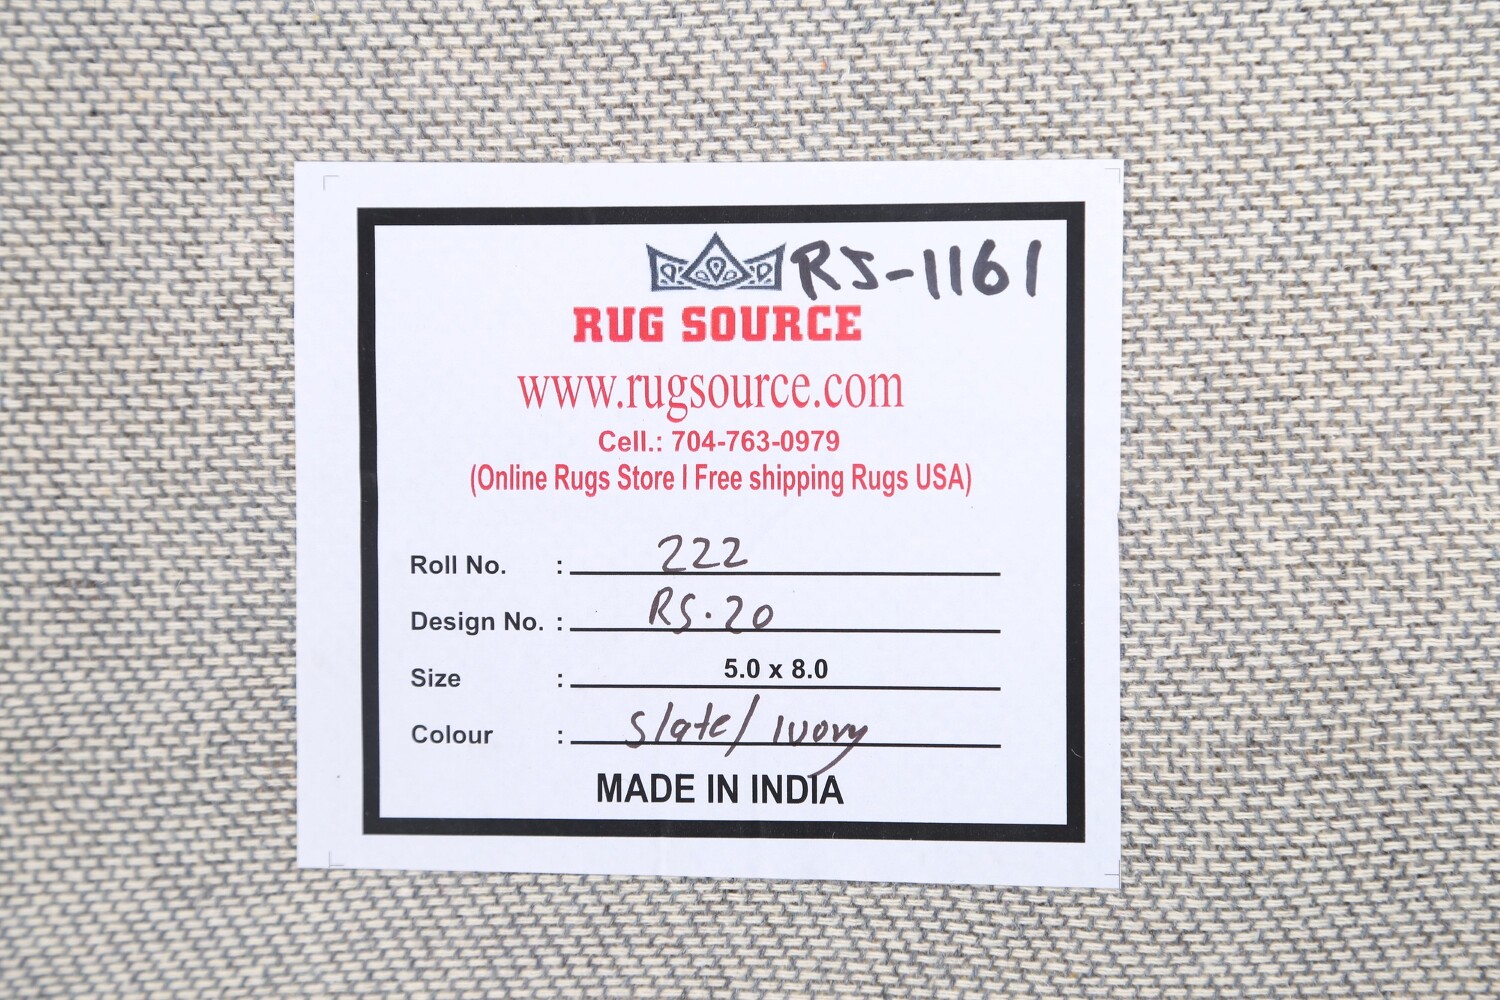 RJ-1161
RUG SOURCE
www.rugsource.com
Cell.: 704-763-0979
(Online Rugs Store I Free shipping Rugs USA)
Roll No. : 222
Design No. : RS.20
Size : 5.0 x 8.0
Colour : Slate/Ivory
MADE IN INDIA